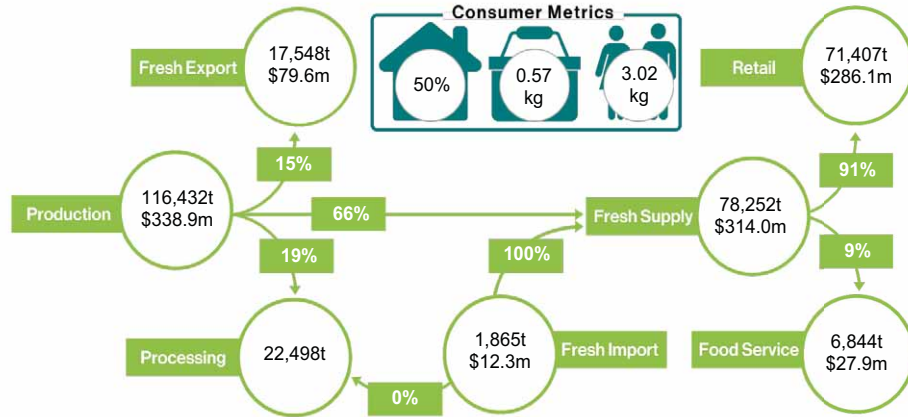 Consumer Metrics
50%
0.57
kg
3.02
kg
Fresh Export
17,548t
$79.6m
Retail
71,407t
$286.1m
15%
91%
Production
116,432t
$338.9m
66%
Fresh Supply
78,252t
$314.0m
19%
100%
9%
Processing
22,498t
1,865t
$12.3m
Fresh Import
Food Service
6,844t
$27.9m
0%